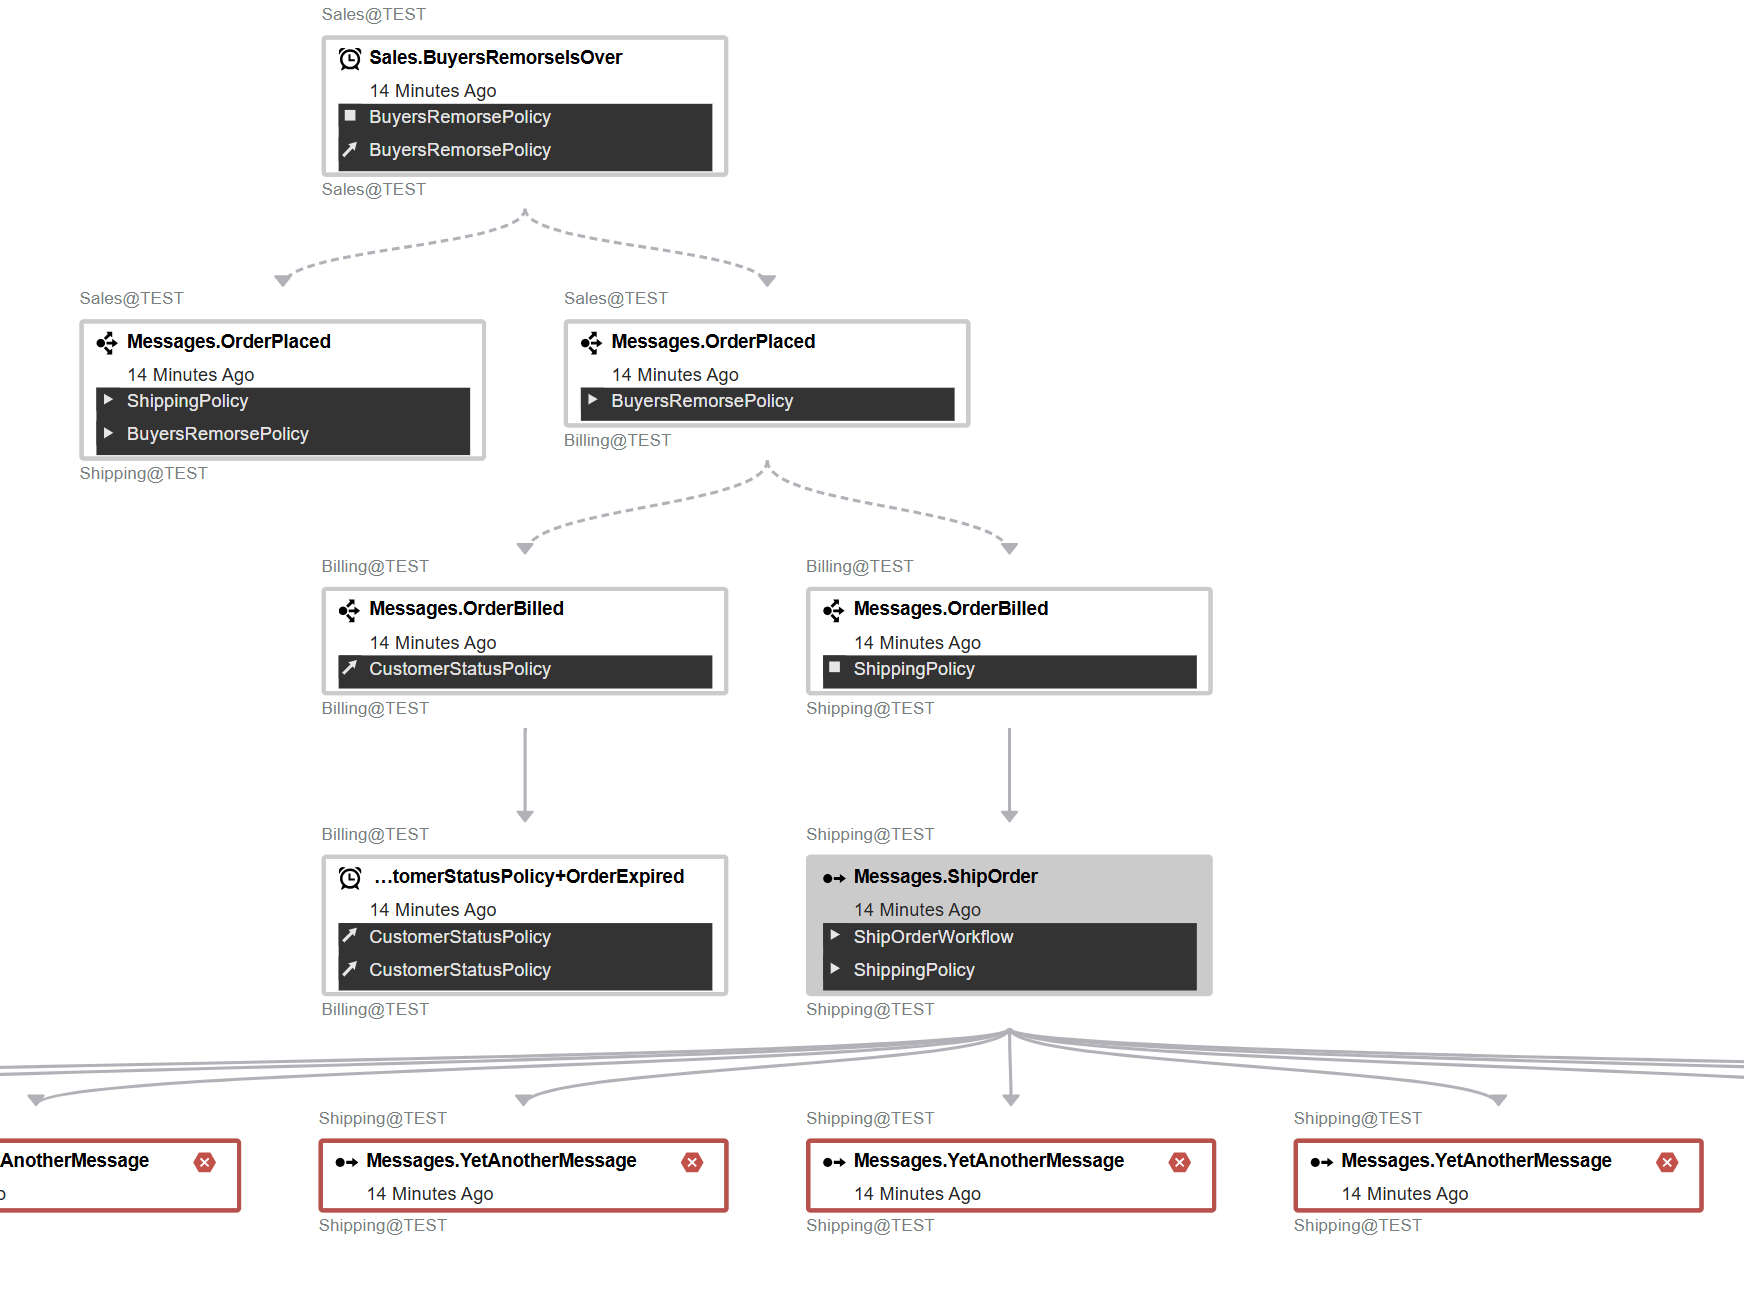 Sales@TEST
Sales.BuyersRemorseIsOver
14 Minutes Ago
BuyersRemorsePolicy
BuyersRemorsePolicy
Sales@TEST
Sales@TEST
Messages.OrderPlaced
14 Minutes Ago
ShippingPolicy
BuyersRemorsePolicy
Shipping@TEST
Sales@TEST
Messages.OrderPlaced
14 Minutes Ago
BuyersRemorsePolicy
Billing@TEST
Billing@TEST
Messages.OrderBilled
14 Minutes Ago
CustomerStatusPolicy
Billing@TEST
Billing@TEST
Messages.OrderBilled
14 Minutes Ago
ShippingPolicy
Shipping@TEST
Billing@TEST
...tomerStatusPolicy+OrderExpired
14 Minutes Ago
CustomerStatusPolicy
CustomerStatusPolicy
Billing@TEST
Shipping@TEST
Messages.ShipOrder
14 Minutes Ago
ShipOrderWorkflow
ShippingPolicy
Shipping@TEST
AnotherMessage
o
Shipping@TEST
Messages.YetAnotherMessage
14 Minutes Ago
Shipping@TEST
Shipping@TEST
Messages.YetAnotherMessage
14 Minutes Ago
Shipping@TEST
Shipping@TEST
Messages.YetAnotherMessage
14 Minutes Ago
Shipping@TEST